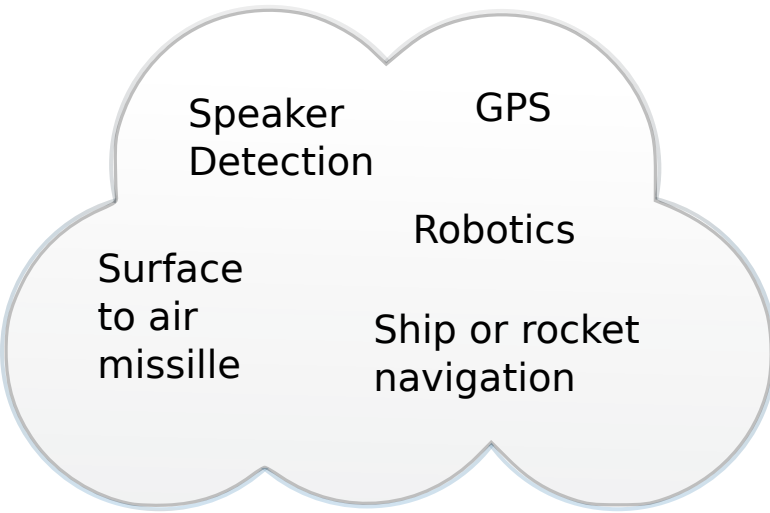 Speaker
Detection
GPS
Robotics
Surface
to air
missille
Ship or rocket
navigation